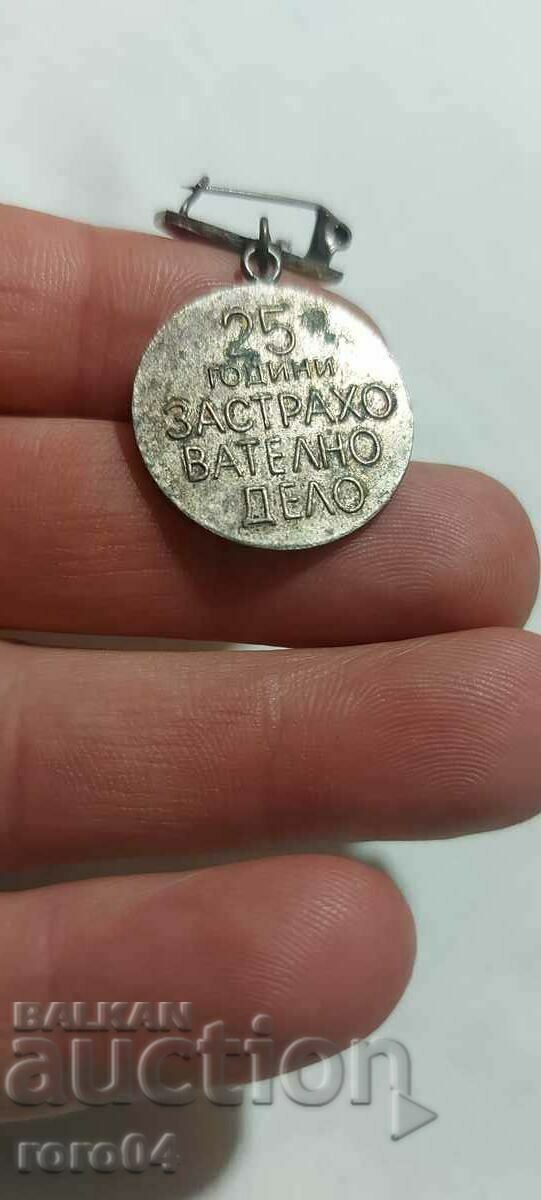 25
ГОДИНИ
ЗАСТРАХО
ВАТЕЛНО
ДЕЛО
BALKAN
auction
roro04